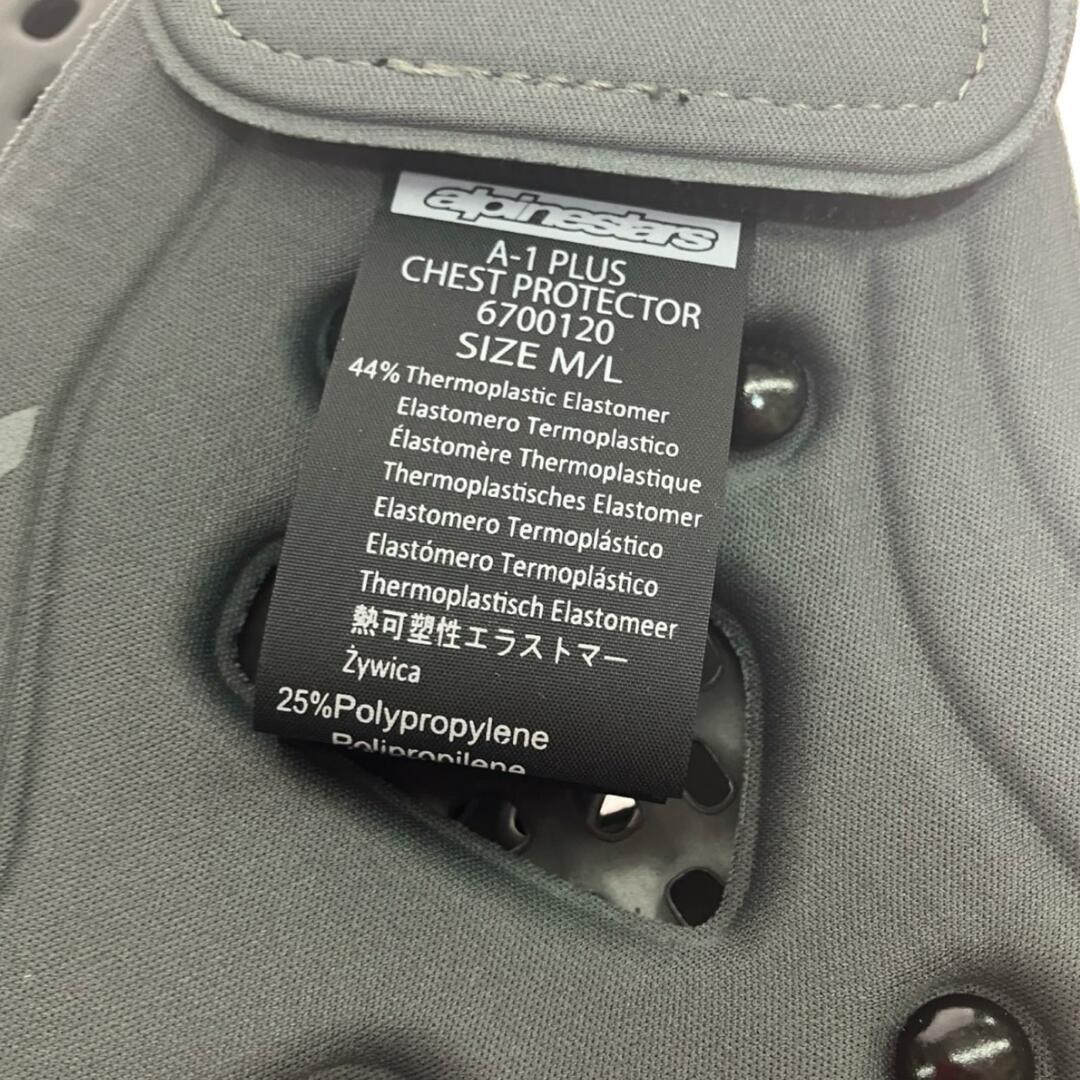 alpinestars
A-1 PLUS
CHEST PROTECTOR
6700120
SIZE M/L
44% Thermoplastic Elastomer
Elastomero Termoplastico
Élastomère Thermoplastique
Thermoplastisches Elastomer
Elastomero Termoplástico
Elastómero Termoplástico
Thermoplastisch Elastomeer
熱可塑性エラストマー
Żywica
25%Polypropylene
Polipropilene